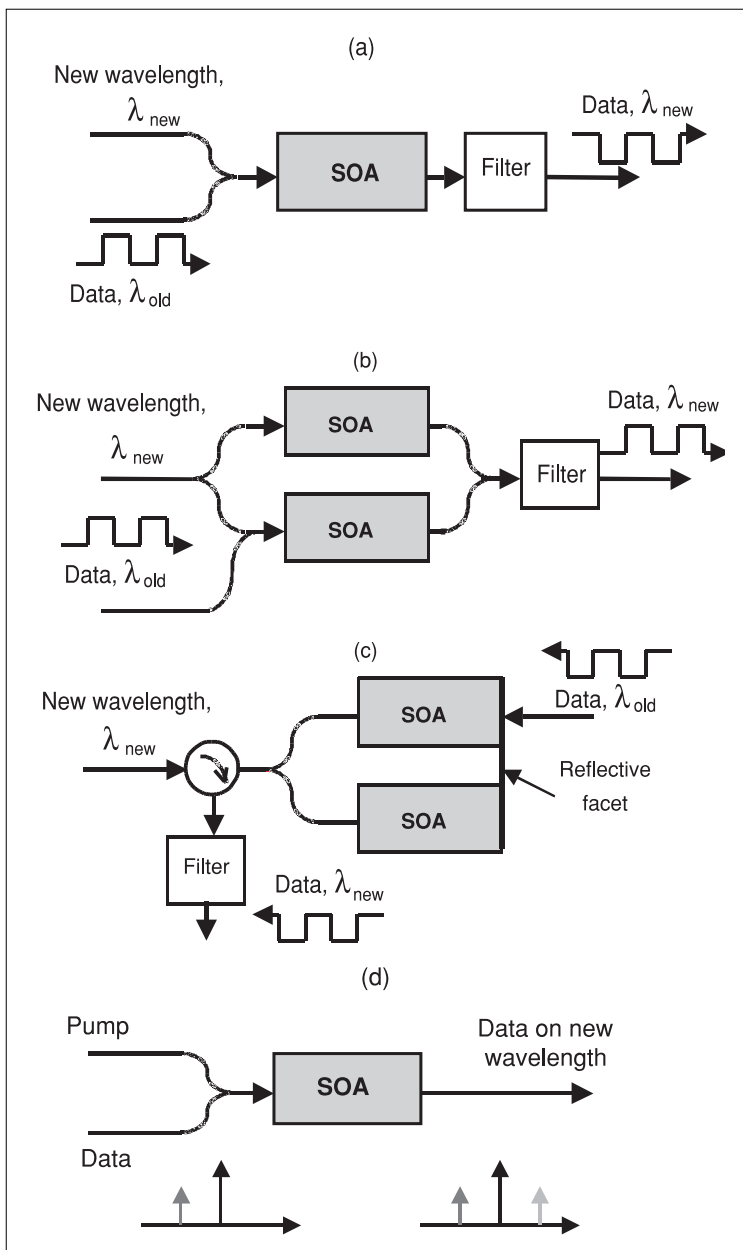 (a)
New wavelength,
λ new
SOA
Filter
Data, λ new
Data, λ old
(b)
New wavelength,
λ new
SOA
SOA
Filter
Data, λ new
Data, λ old
(c)
New wavelength,
λ new
SOA
SOA
Data, λ old
Reflective
facet
Filter
Data, λ new
(d)
Pump
Data
SOA
Data on new
wavelength